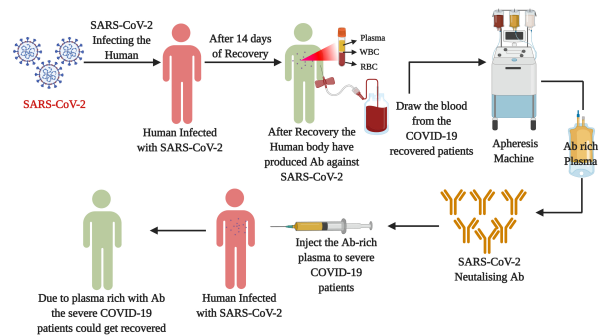 SARS-CoV-2
Infecting the
Human
After 14 days
of Recovery
Plasma
WBC
RBC
SARS-CoV-2
Human Infected
with SARS-CoV-2
After Recovery the
Human body have
produced Ab against
SARS-CoV-2
Draw the blood
from the
COVID-19
recovered patients
Apheresis
Machine
Ab rich
Plasma
SARS-CoV-2
Neutalising Ab
Inject the Ab-rich
plasma to severe
COVID-19
patients
Human Infected
with SARS-CoV-2
Due to plasma rich with Ab
the severe COVID-19
patients could get recovered